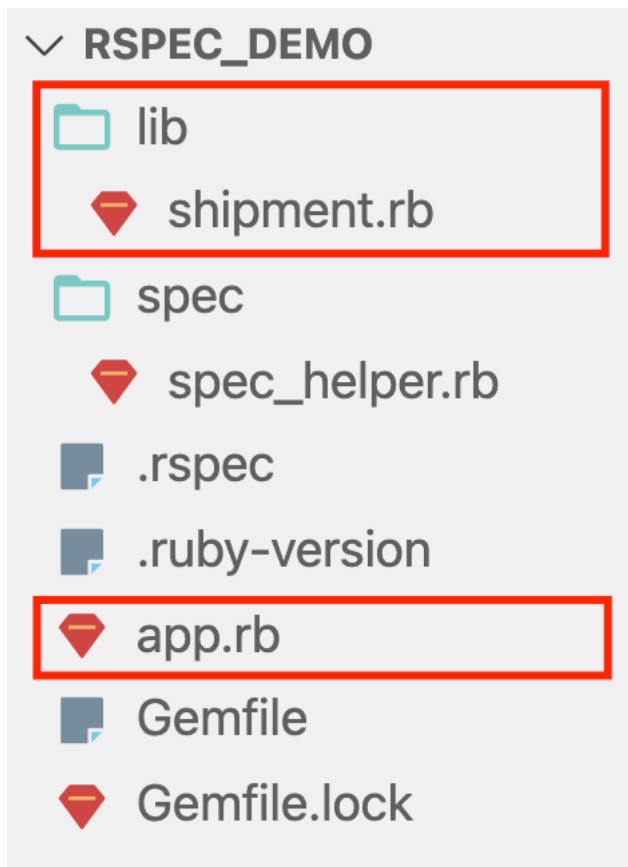 RSPEC_DEMO
lib
shipment.rb
spec
spec_helper.rb
.rspec
.ruby-version
app.rb
Gemfile
Gemfile.lock